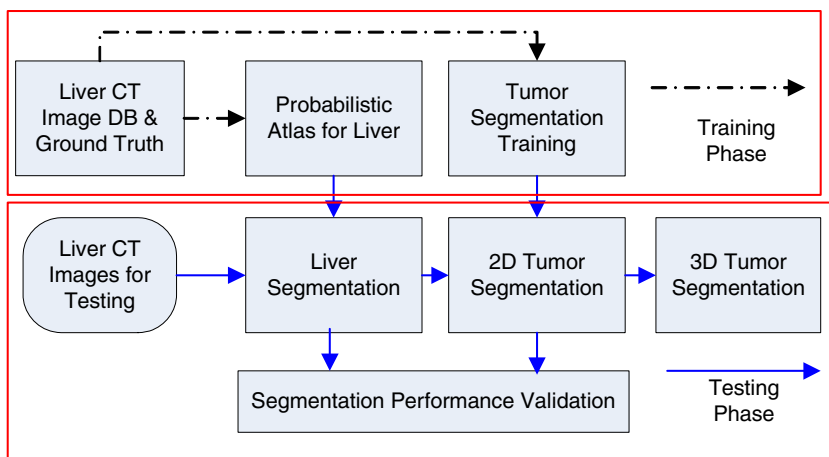 Liver CT
Image DB &
Ground Truth
Probabilistic
Atlas for Liver
Tumor
Segmentation
Training
Training
Phase
Liver CT
Images for
Testing
Liver
Segmentation
2D Tumor
Segmentation
3D Tumor
Segmentation
Segmentation Performance Validation
Testing
Phase